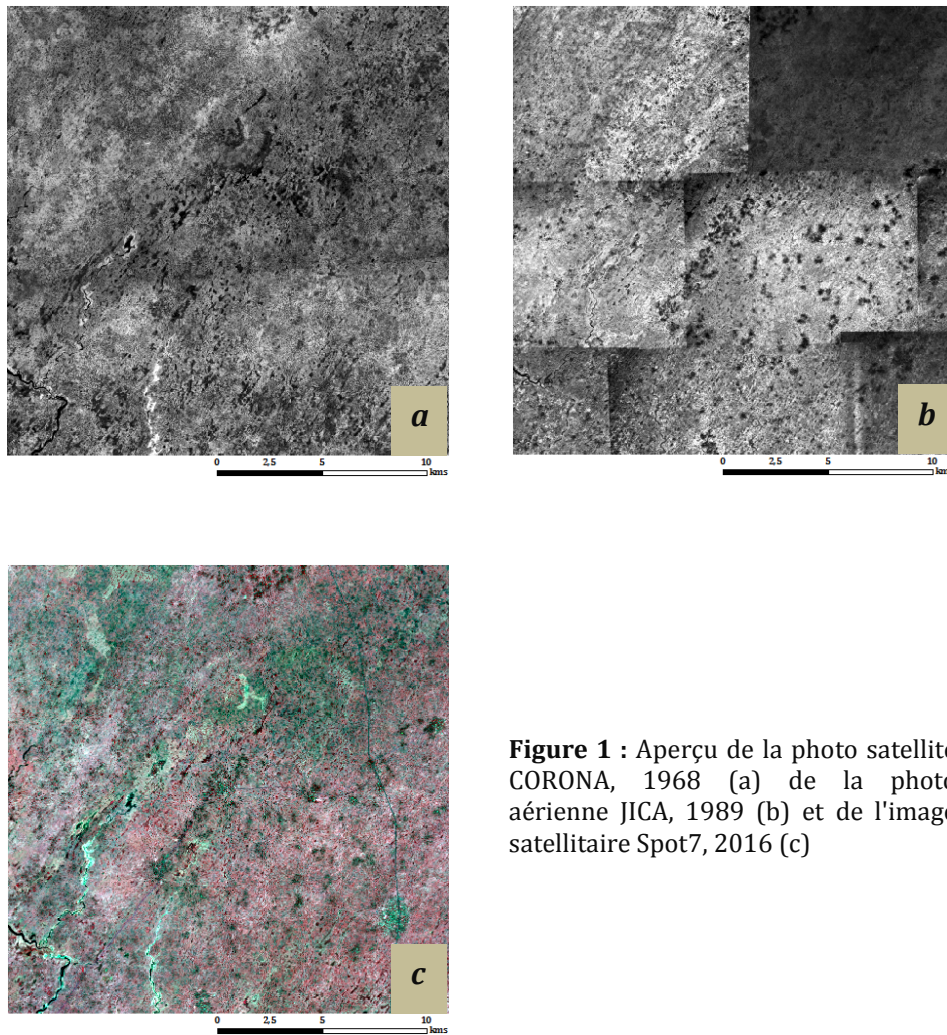 a
b
0 2,5 5 10
kms
0 2,5 5 10
kms
c
0 2,5 5 10
kms
Figure 1 : Aperçu de la photo satellite
CORONA, 1968 (a) de la photo
aérienne JICA, 1989 (b) et de l'image
satellitaire Spot7, 2016 (c)